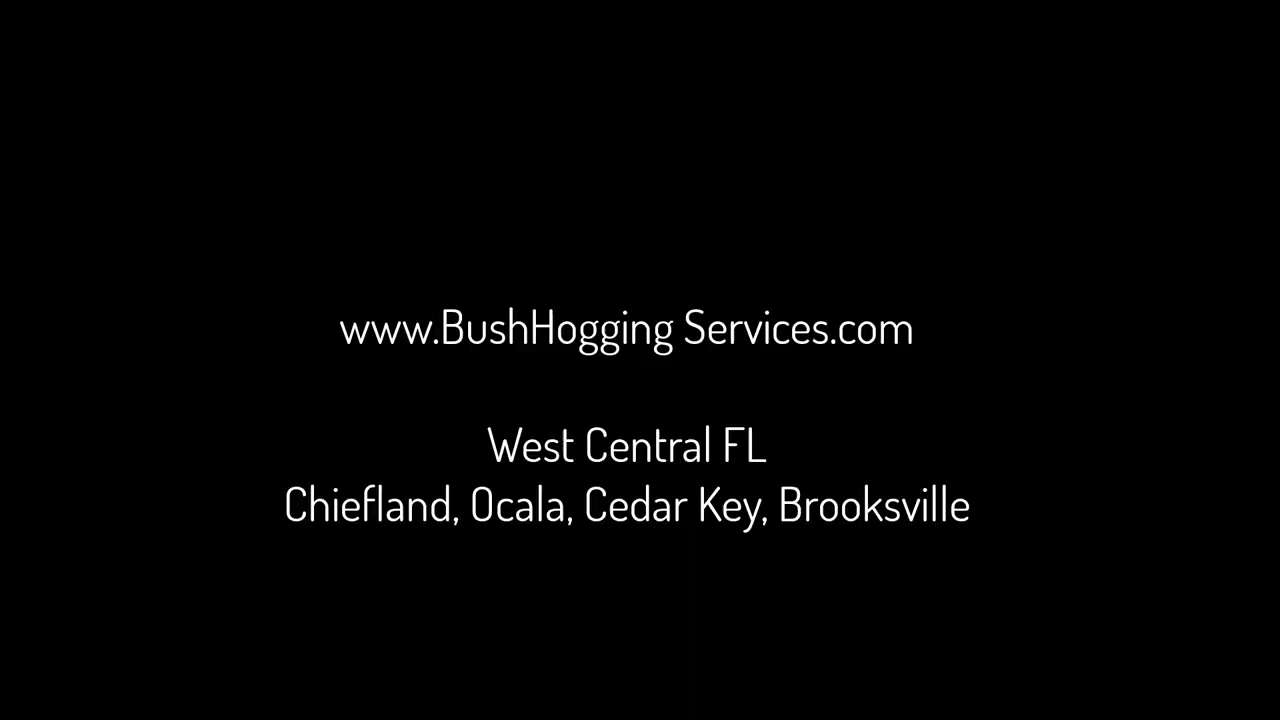 www.BushHogging Services.com
West Central FL
Chiefland, Ocala, Cedar Key, Brooksville